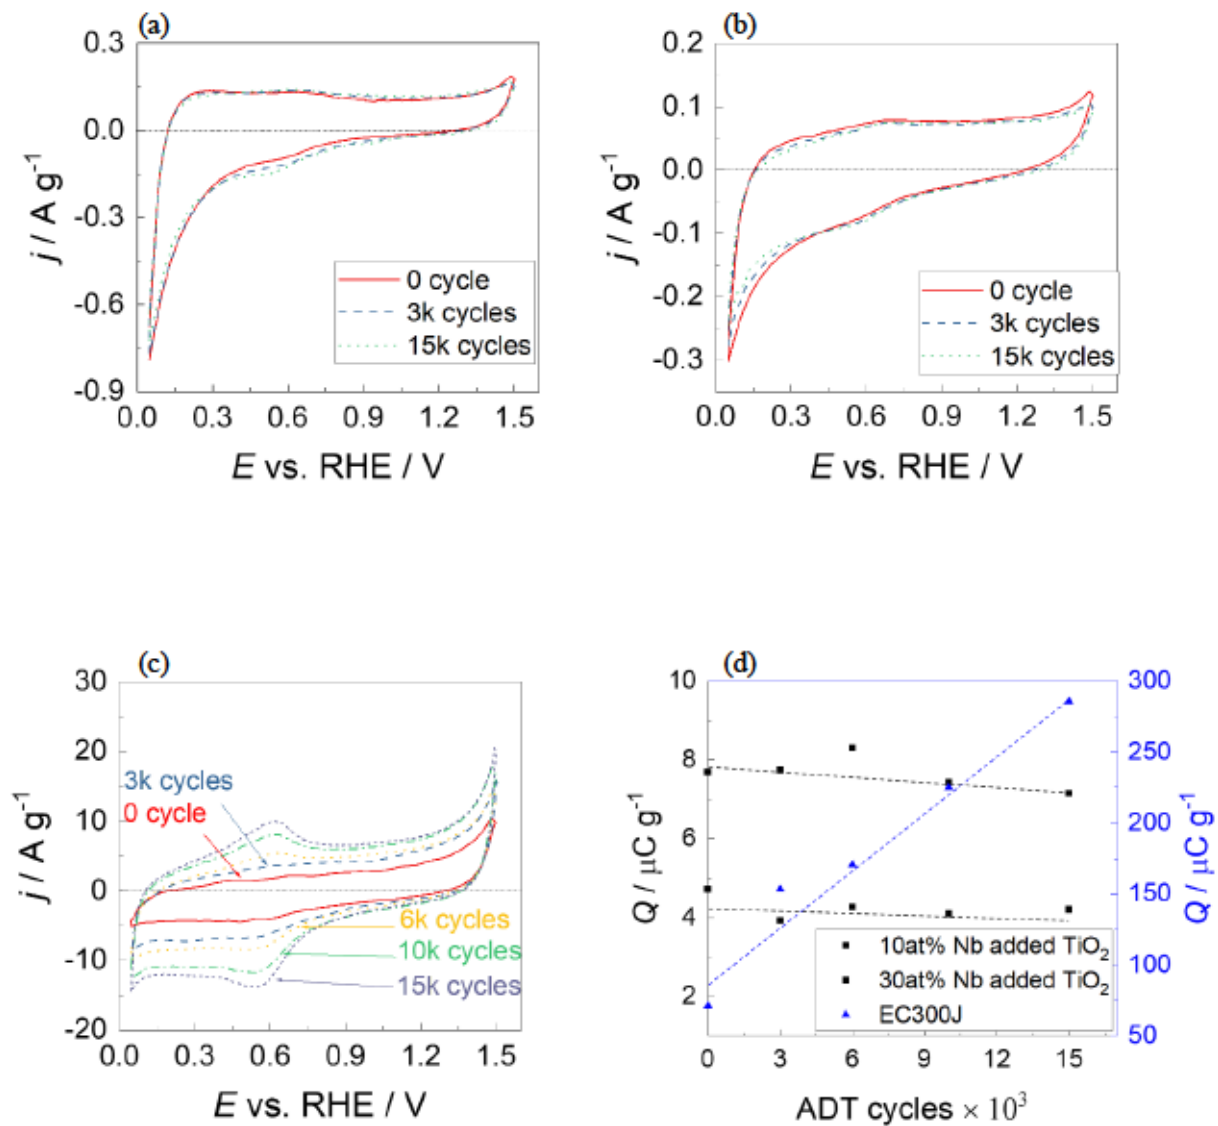 (a)
0.3
0.0
-0.3
-0.6
-0.9
j / A g⁻¹
0 cycle
3k cycles
15k cycles
0.0 0.3 0.6 0.9 1.2 1.5
E vs. RHE / V
(b)
0.2
0.1
0.0
-0.1
-0.2
-0.3
j / A g⁻¹
0 cycle
3k cycles
15k cycles
0.0 0.3 0.6 0.9 1.2 1.5
E vs. RHE / V
(c)
30
20
10
0
-10
-20
j / A g⁻¹
3k cycles
0 cycle
6k cycles
10k cycles
15k cycles
0.0 0.3 0.6 0.9 1.2 1.5
E vs. RHE / V
(d)
10
8
6
4
2
Q / μC g⁻¹
300
250
200
150
100
50
Q / μC g⁻¹
10at% Nb added TiO₂
30at% Nb added TiO₂
EC300J
0 3 6 9 12 15
ADT cycles × 10³